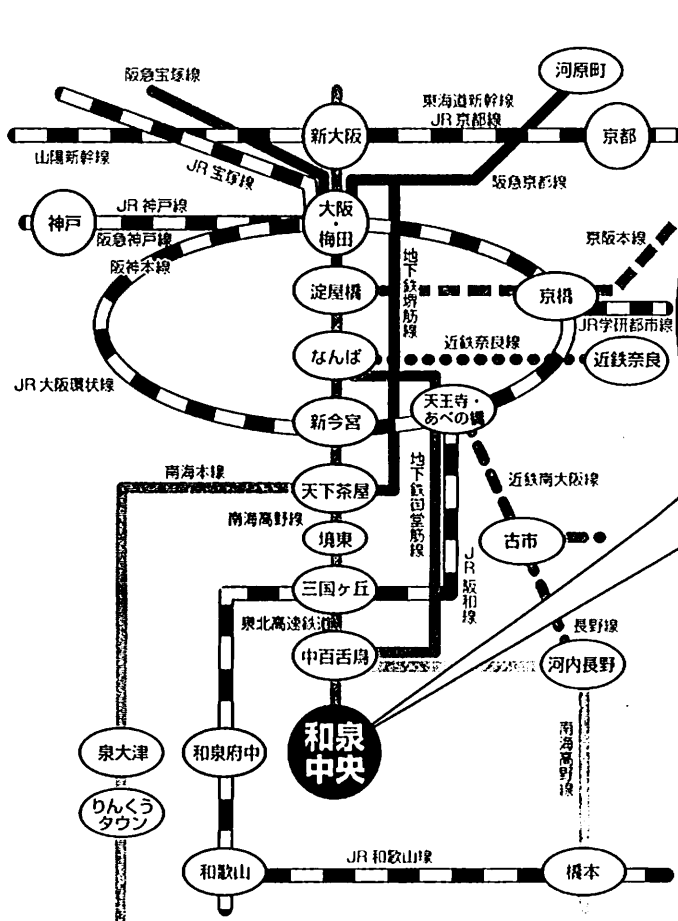 阪急宝塚線
河原町
東海道新幹線
JR 京都線
新大阪
京都
山陽新幹線
JR 宝塚線
阪急京都線
JR 神戸線
神戸
大阪
・
梅田
阪急神戸線
京阪本線
阪神本線
地下鉄堺筋線
淀屋橋
京橋
JR学研都市線
なんば
近鉄奈良線
近鉄奈良
JR 大阪環状線
天王寺・
あべの橋
新今宮
南海本線
天下茶屋
地下鉄御堂筋線
近鉄南大阪線
南海高野線
堺東
古市
JR阪和線
三国ヶ丘
泉北高速鉄道
長野線
中百舌鳥
河内長野
和泉
中央
泉大津
和泉府中
南海高野線
りんくう
タウン
和歌山
JR 和歌山線
橋本